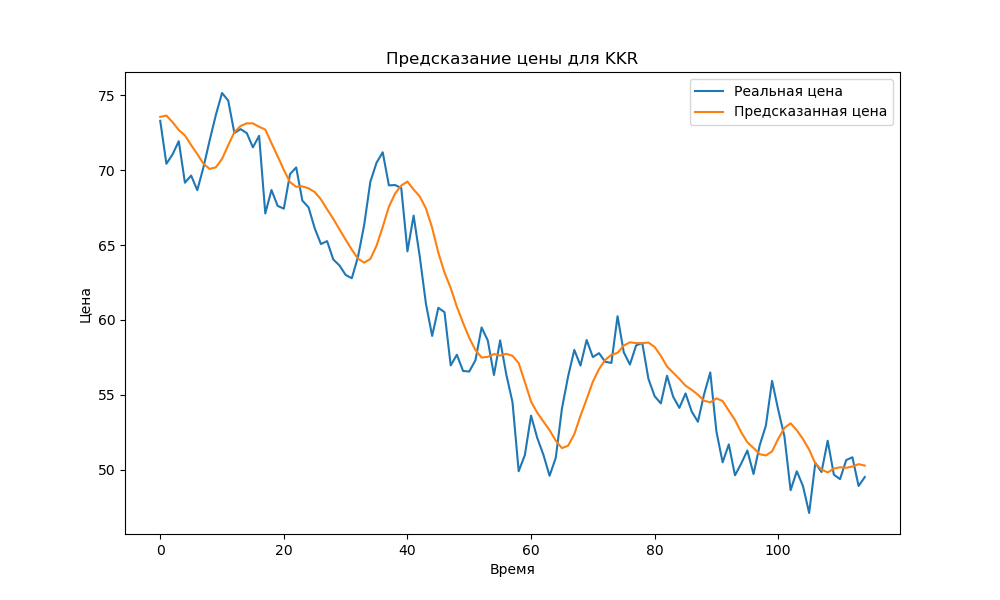 Предсказание цены для KKR
Реальная цена
Предсказанная цена
Цена
75
70
65
60
55
50
0 20 40 60 80 100
Время